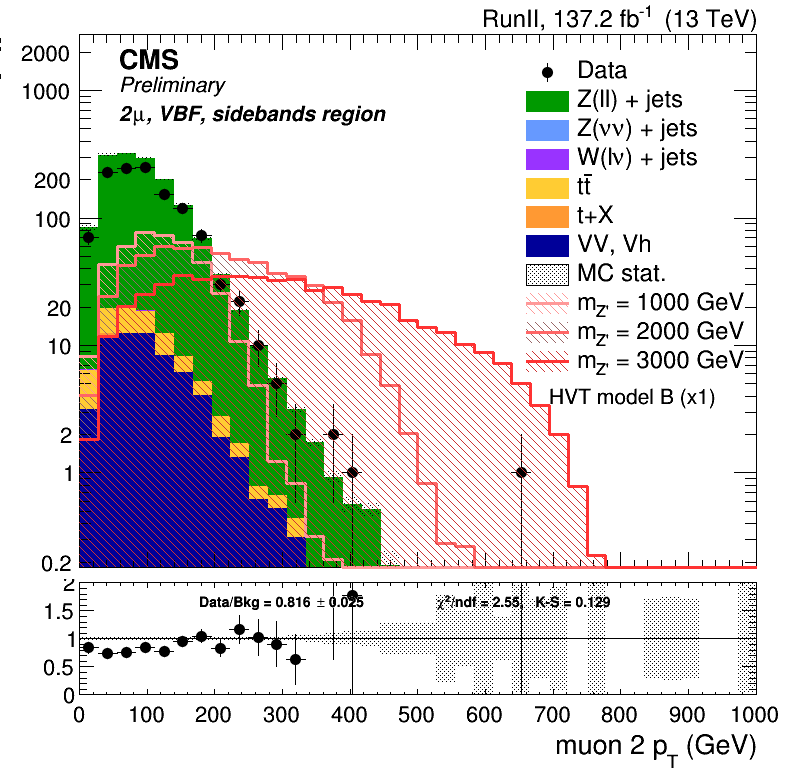 RunII, 137.2 fb⁻¹ (13 TeV)
CMS
Preliminary
2μ, VBF, sidebands region
Data
Z(ll) + jets
Z(νν) + jets
W(lν) + jets
tt̄
t+X
VV, Vh
MC stat.
m_Z' = 1000 GeV
m_Z' = 2000 GeV
m_Z' = 3000 GeV
HVT model B (x1)
2000
1000
200
100
20
10
2
1
0.2
Data/Bkg = 0.816 ± 0.025
χ²/ndf = 2.55, K-S = 0.129
2
1.5
1
0.5
0
0 100 200 300 400 500 600 700 800 900 1000
muon 2 p_T (GeV)